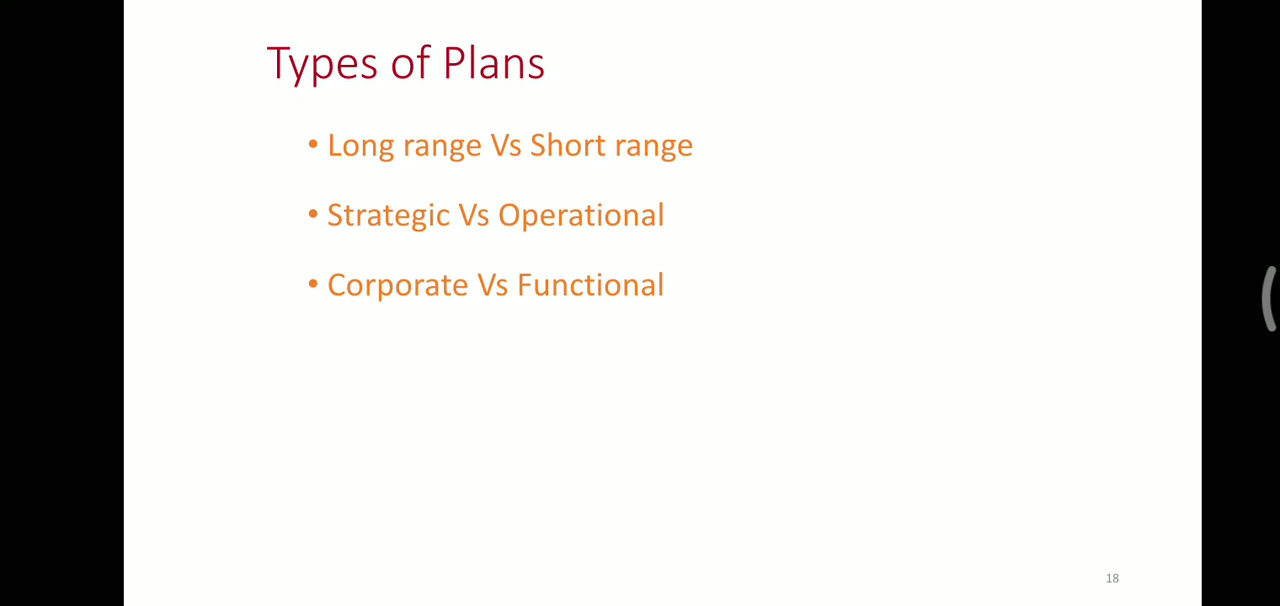 Types of Plans
• Long range Vs Short range
• Strategic Vs Operational
• Corporate Vs Functional
18